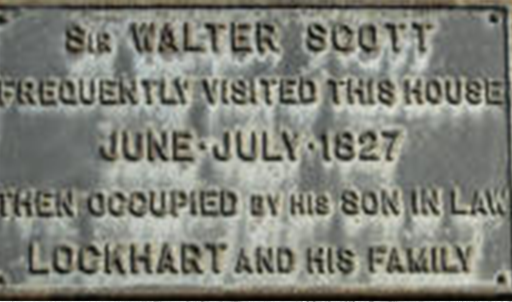 Sir WALTER SCOTT
FREQUENTLY VISITED THIS HOUSE
JUNE·JULY·1827
THEN OCCUPIED BY HIS SON IN LAW
LOCKHART AND HIS FAMILY